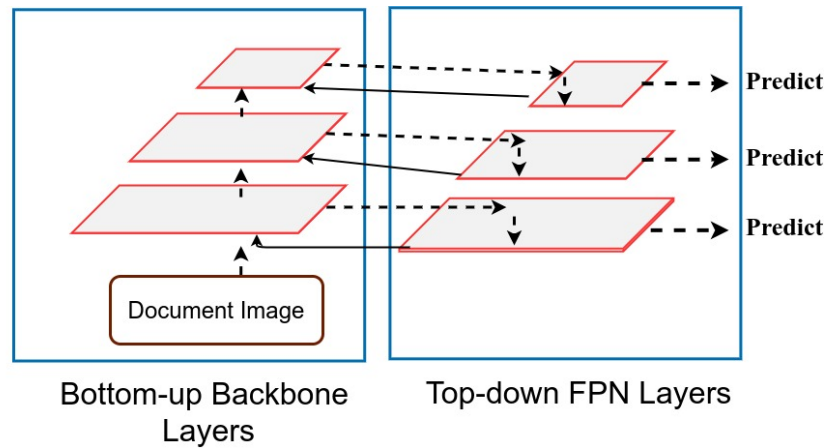 Predict
Predict
Predict
Document Image
Bottom-up Backbone
Layers
Top-down FPN Layers